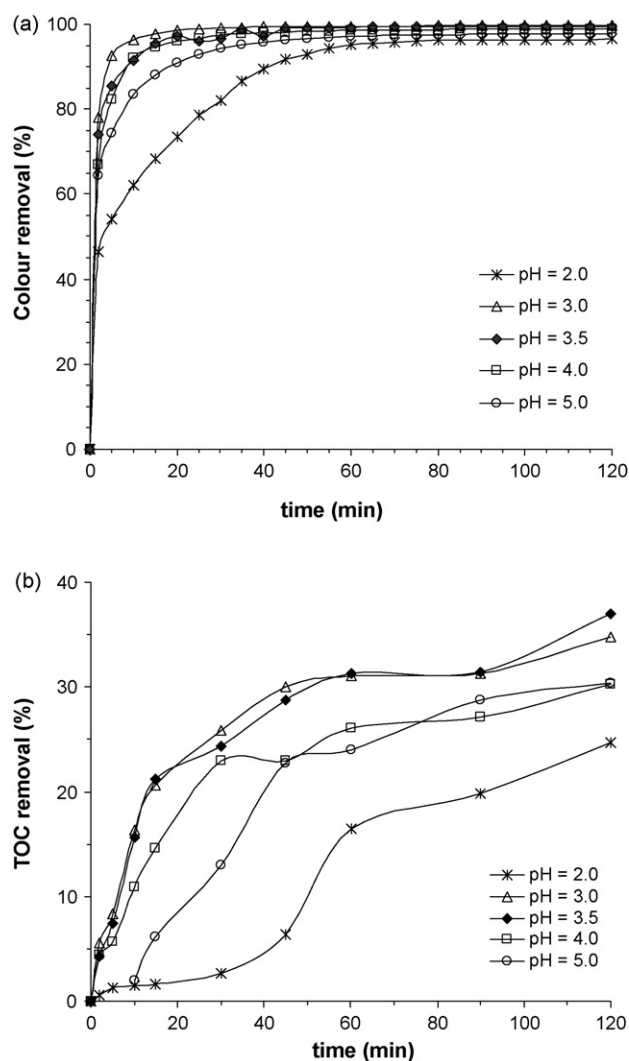 (a)
100
80
60
40
20
0
Colour removal (%)
pH = 2.0
pH = 3.0
pH = 3.5
pH = 4.0
pH = 5.0
0 20 40 60 80 100 120
time (min)
(b)
40
30
20
10
0
TOC removal (%)
pH = 2.0
pH = 3.0
pH = 3.5
pH = 4.0
pH = 5.0
0 20 40 60 80 100 120
time (min)